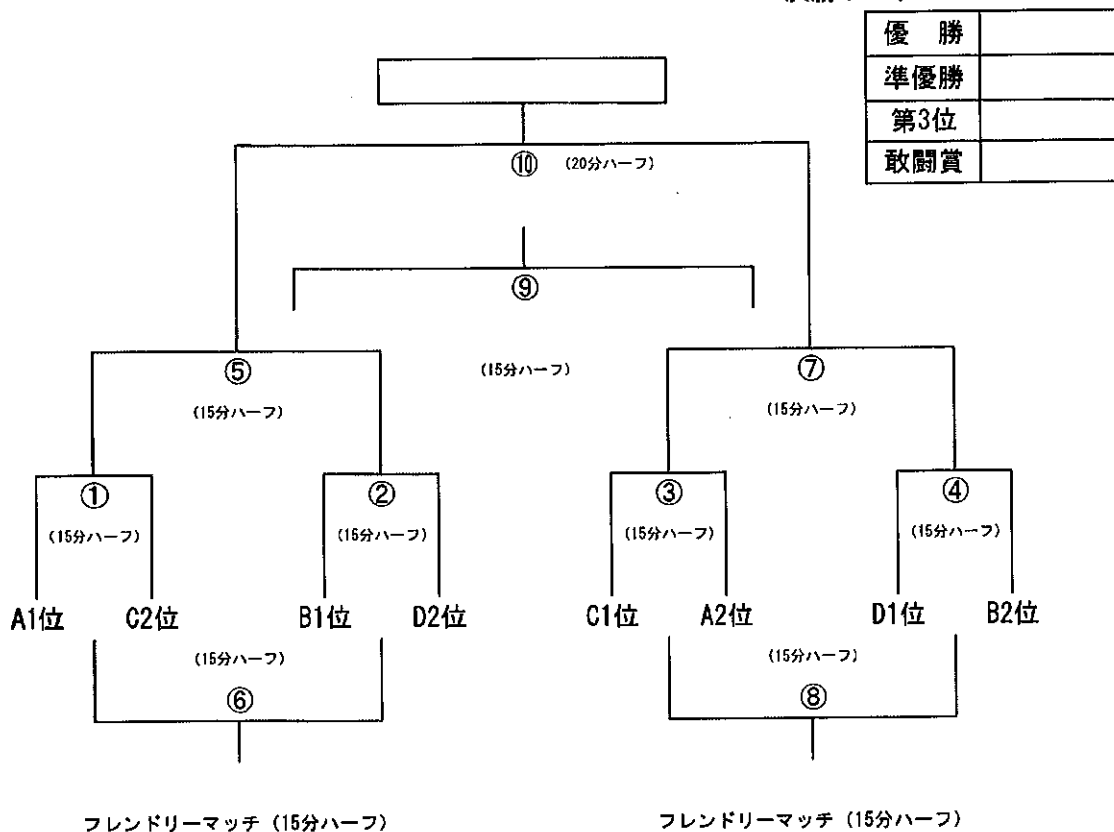 優　勝
準優勝
第3位
敢闘賞
⑩ (20分ハーフ)
⑨
(15分ハーフ)
⑤ ⑦
(15分ハーフ) (15分ハーフ)
① ② ③ ④
(15分ハーフ) (15分ハーフ) (15分ハーフ) (15分ハーフ)
A1位 C2位 B1位 D2位 C1位 A2位 D1位 B2位
(15分ハーフ) (15分ハーフ)
⑥ ⑧
フレンドリーマッチ (15分ハーフ) フレンドリーマッチ (15分ハーフ)